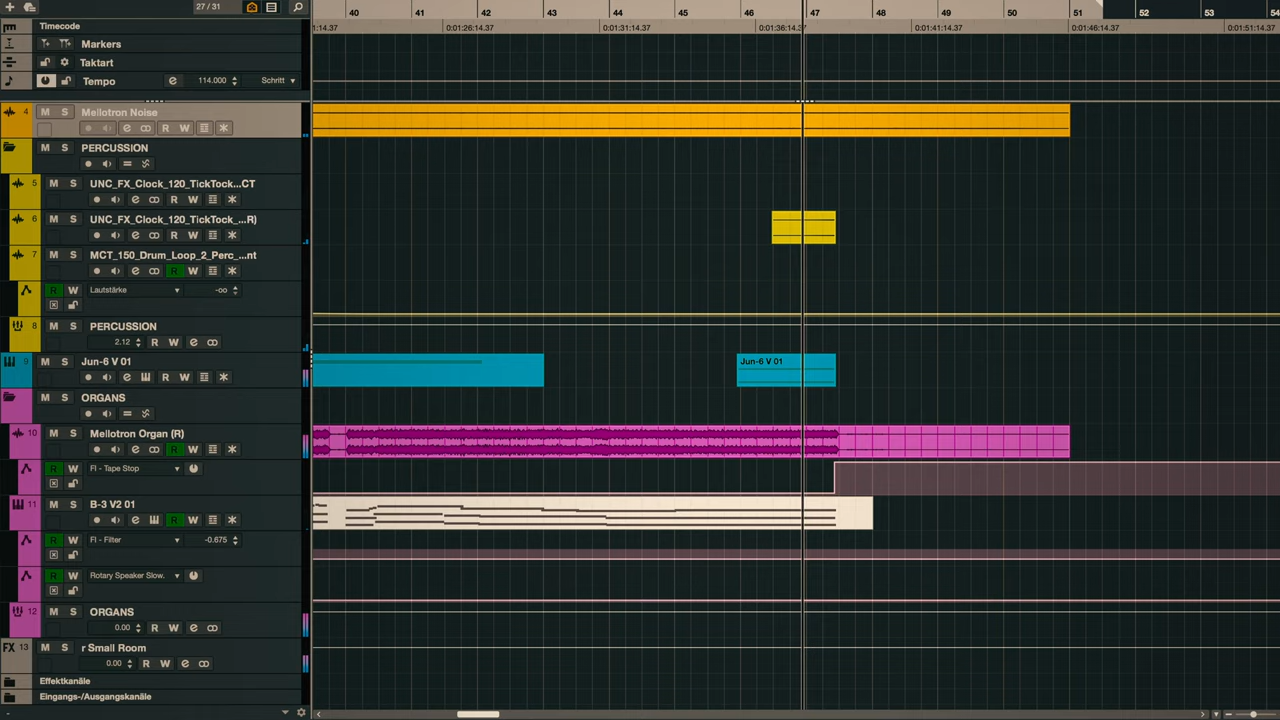 27 / 31
40 41 42 43 44 45 46 47 48 49 50 51 52 53 54
1:14.37 0:01:26:14.37 0:01:31:14.37 0:01:36:14.3 0:01:41:14.37 0:01:46:14.37 0:01:51:14.37
Timecode
Markers
Taktart
Tempo e 114.000 Schritt
4 M S Mellotron Noise
e R W
M S PERCUSSION
5 M S UNC_FX_Clock_120_TickTock...CT
e R W
6 M S UNC_FX_Clock_120_TickTock_...R)
e R W
7 M S MCT_150_Drum_Loop_2_Perc_...nt
e R W
R W Lautstärke -oo
8 M S PERCUSSION
2.12 R W e
9 M S Jun-6 V 01
e R W
Jun-6 V 01
M S ORGANS
10 M S Mellotron Organ (R)
e R W
R W FI - Tape Stop
11 M S B-3 V2 01
e R W
R W FI - Filter -0.675
R W Rotary Speaker Slow.
12 M S ORGANS
0.00 R W e
FX 13 M S r Small Room
0.00 R W e
Effektkanäle
Eingangs-/Ausgangskanäle